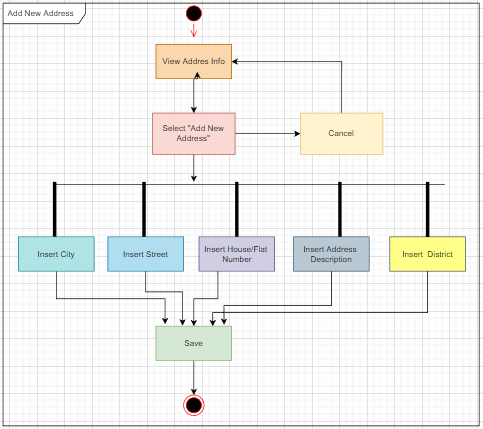 Add New Address
View Addres Info
Select "Add New
Address"
Cancel
Insert City
Insert Street
Insert House/Flat
Number
Insert Address
Description
Insert District
Save